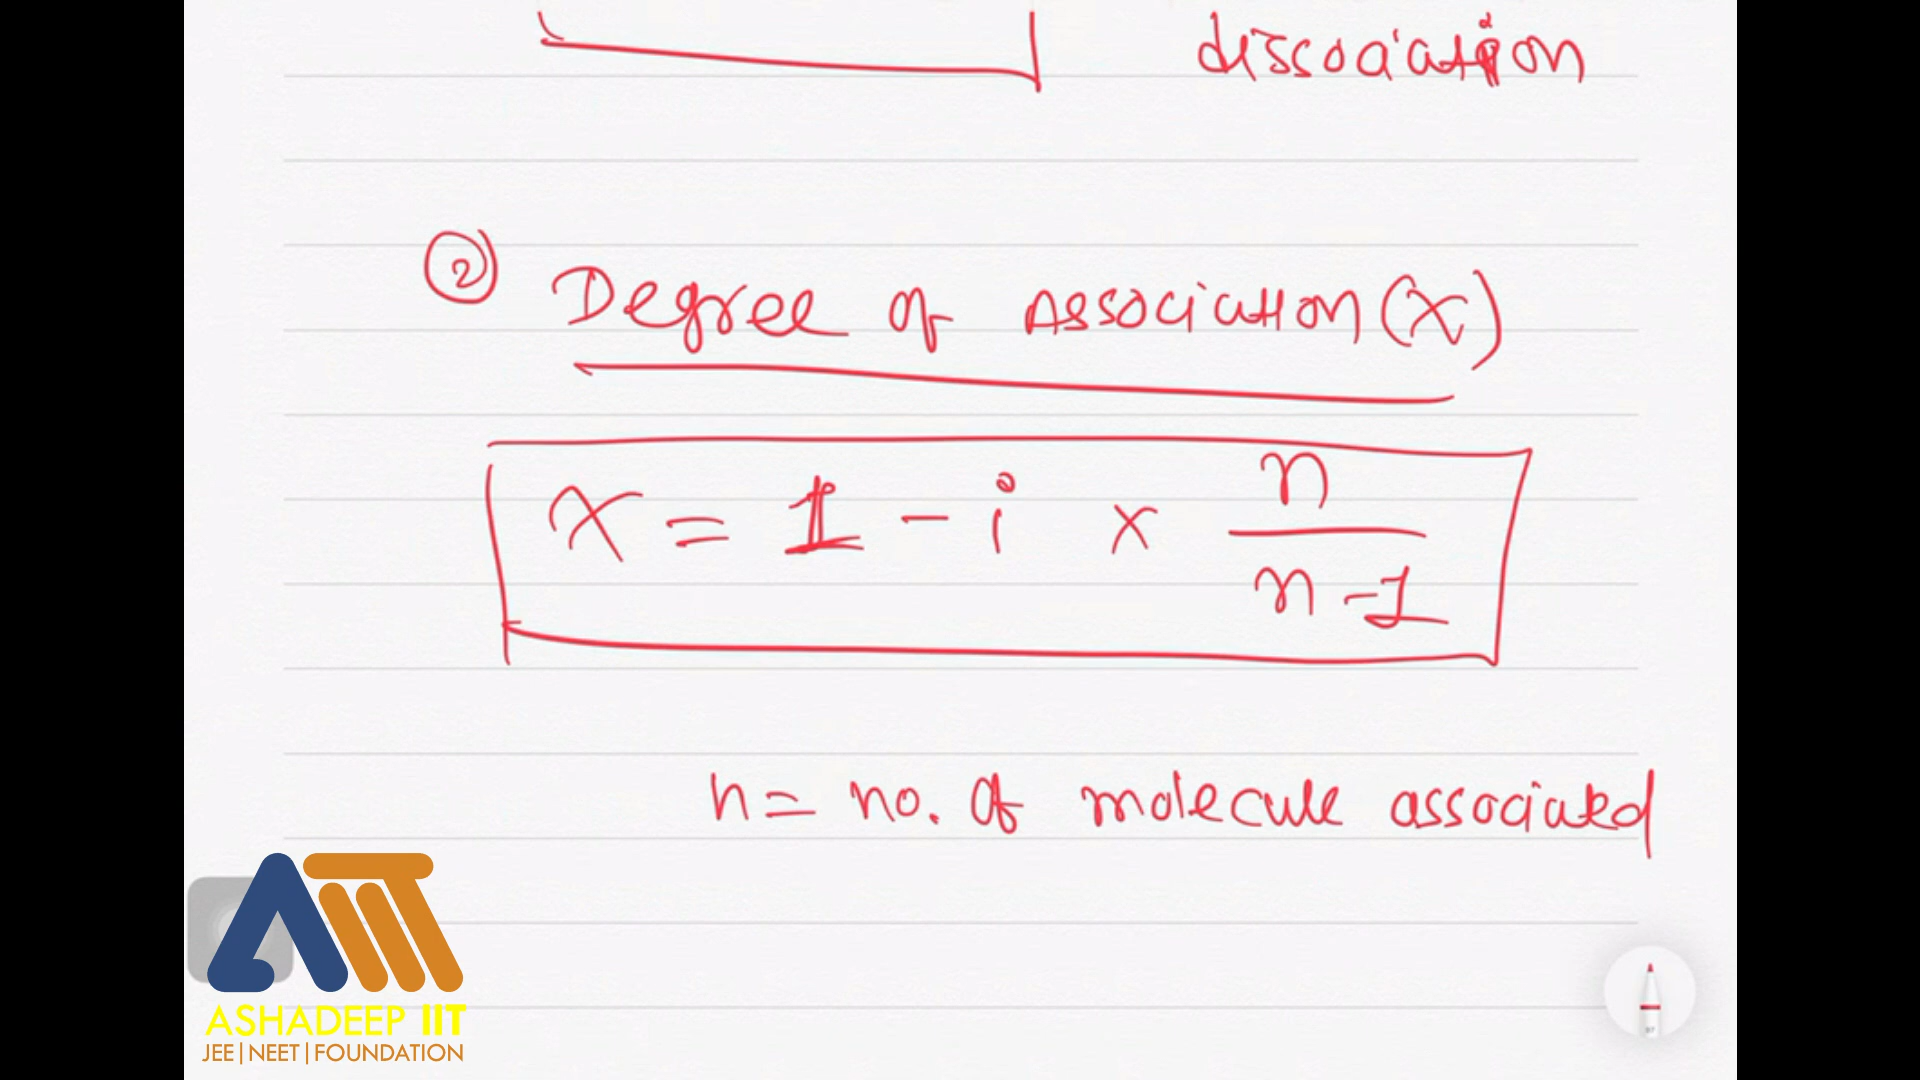 dissociation
② Degree of Association (x)
x = 1 - i × n / n - 1
n = no. of molecule associated
ASHADEEP IIT
JEE | NEET | FOUNDATION